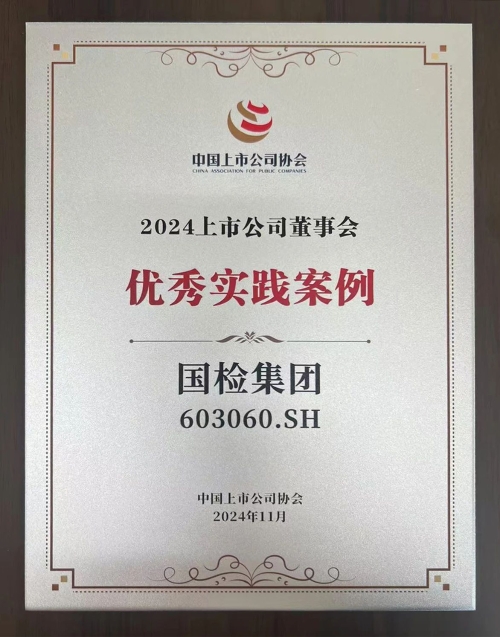 中国上市公司协会
CHINA ASSOCIATION FOR PUBLIC COMPANIES
2024上市公司董事会
优秀实践案例
国检集团
603060.SH
中国上市公司协会
2024年11月